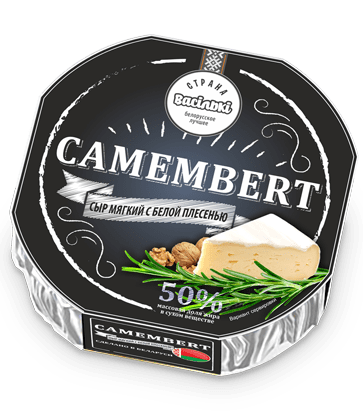 СТРАНА
Васількі
белорусское
лучшее
CAMEMBERT
СЫР МЯГКИЙ С БЕЛОЙ ПЛЕСЕНЬЮ
50%
массовая доля жира
в сухом веществе
Вариант сервировки
CAMEMBERT
СДЕЛАНО В БЕЛАРУСИ